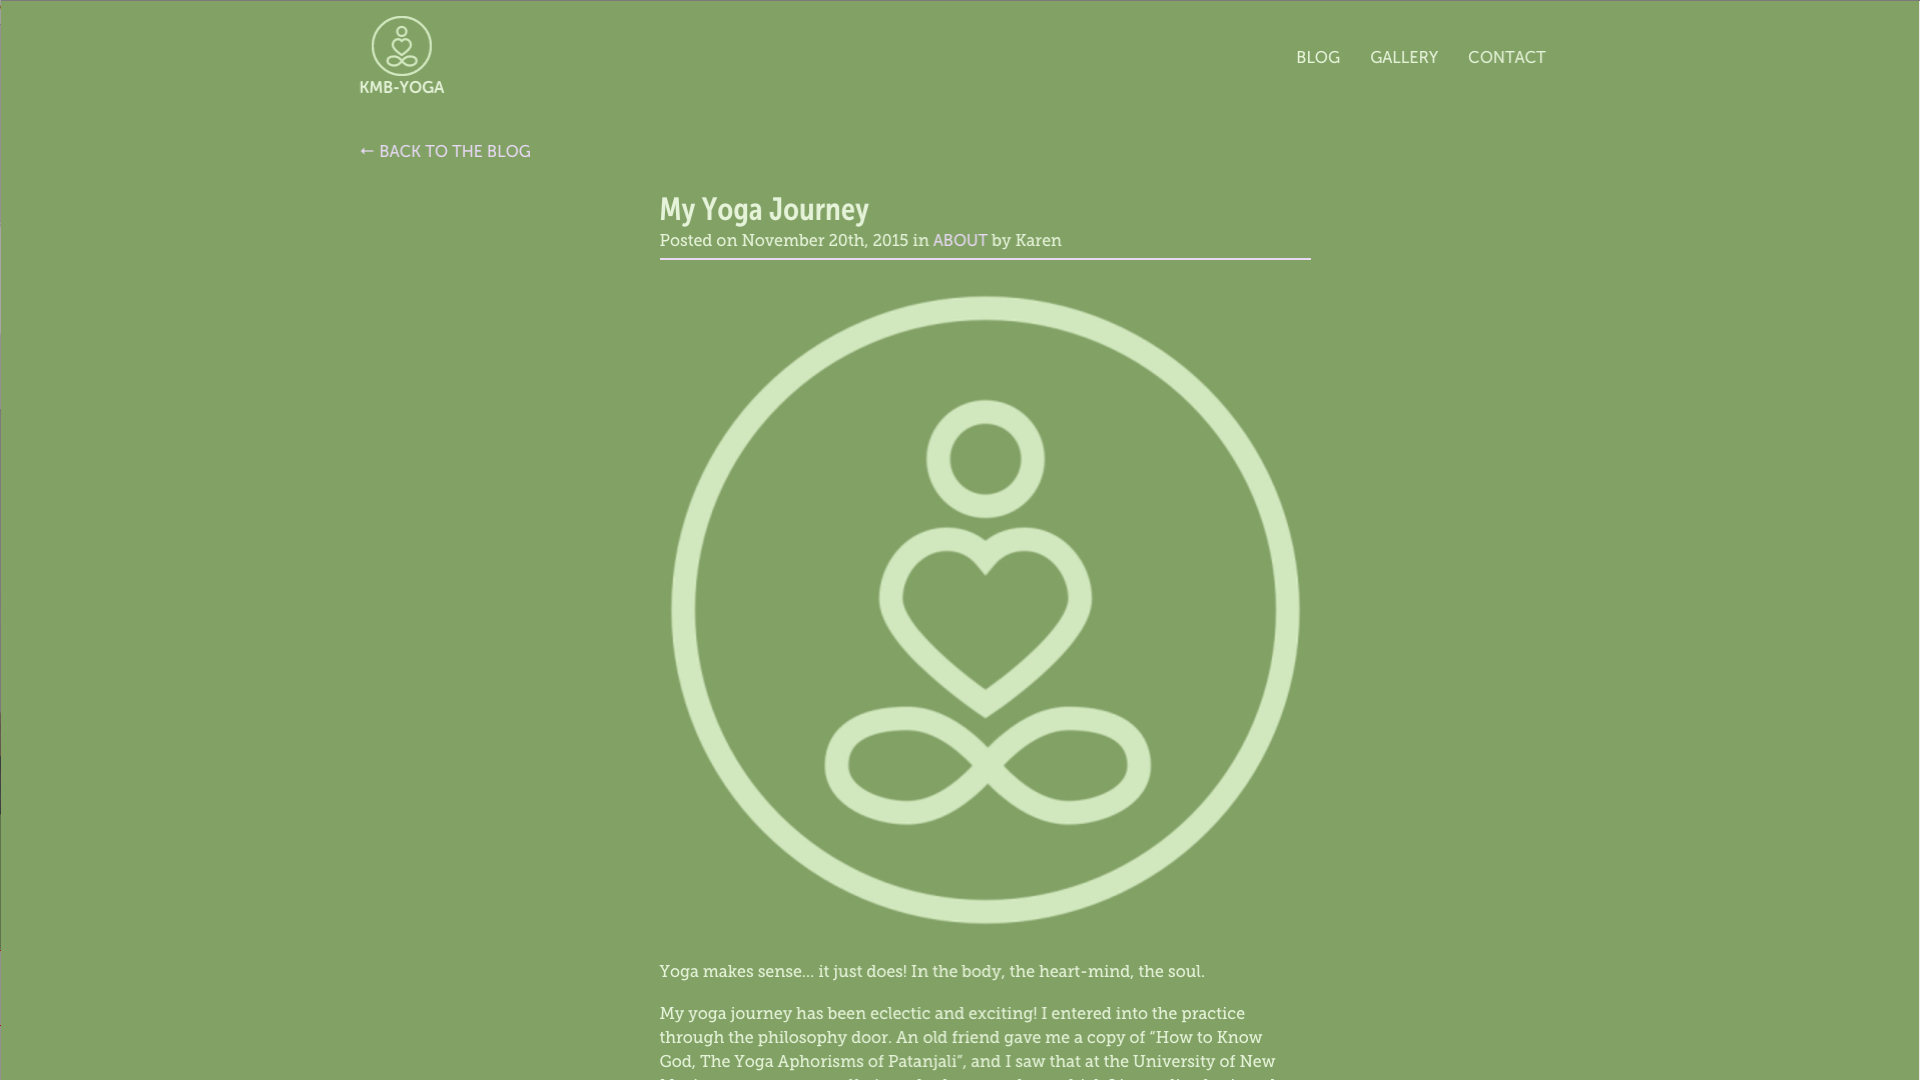 KMB-YOGA
BLOG GALLERY CONTACT
← BACK TO THE BLOG
My Yoga Journey
Posted on November 20th, 2015 in ABOUT by Karen
Yoga makes sense... it just does! In the body, the heart-mind, the soul.
My yoga journey has been eclectic and exciting! I entered into the practice
through the philosophy door. An old friend gave me a copy of “How to Know
God, The Yoga Aphorisms of Patanjali”, and I saw that at the University of New